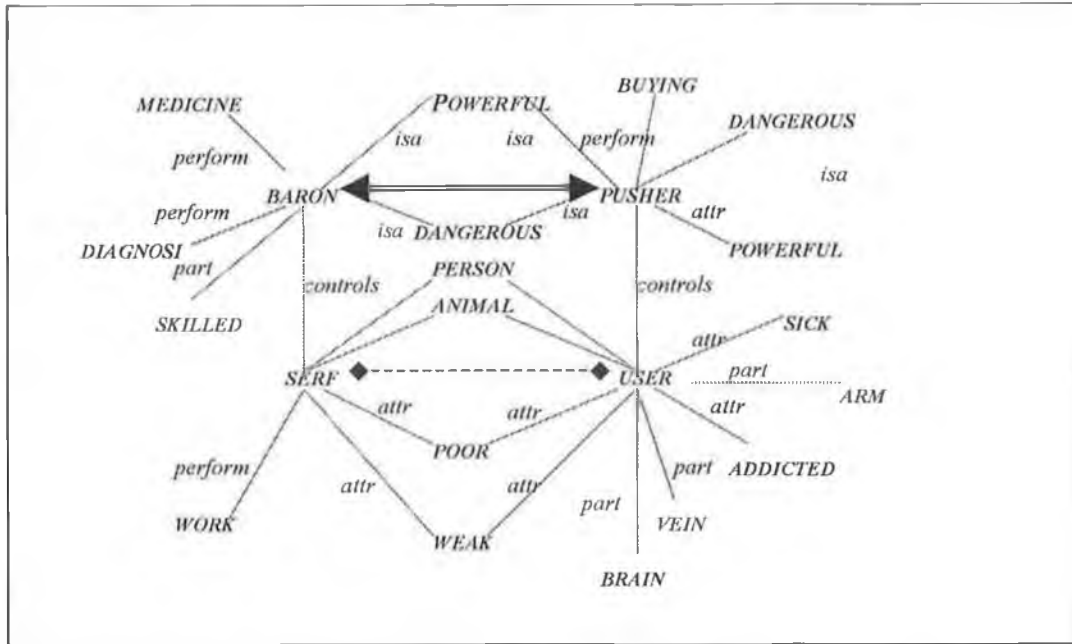 BUYING
MEDICINE
POWERFUL
DANGEROUS
isa
isa
perform
perform
isa
BARON
PUSHER
perform
isa
attr
isa
DANGEROUS
DIAGNOSI
POWERFUL
part
PERSON
controls
controls
ANIMAL
SKILLED
SICK
attr
part
SERF
USER
ARM
attr
attr
attr
POOR
perform
part
ADDICTED
attr
attr
part
WORK
VEIN
WEAK
BRAIN